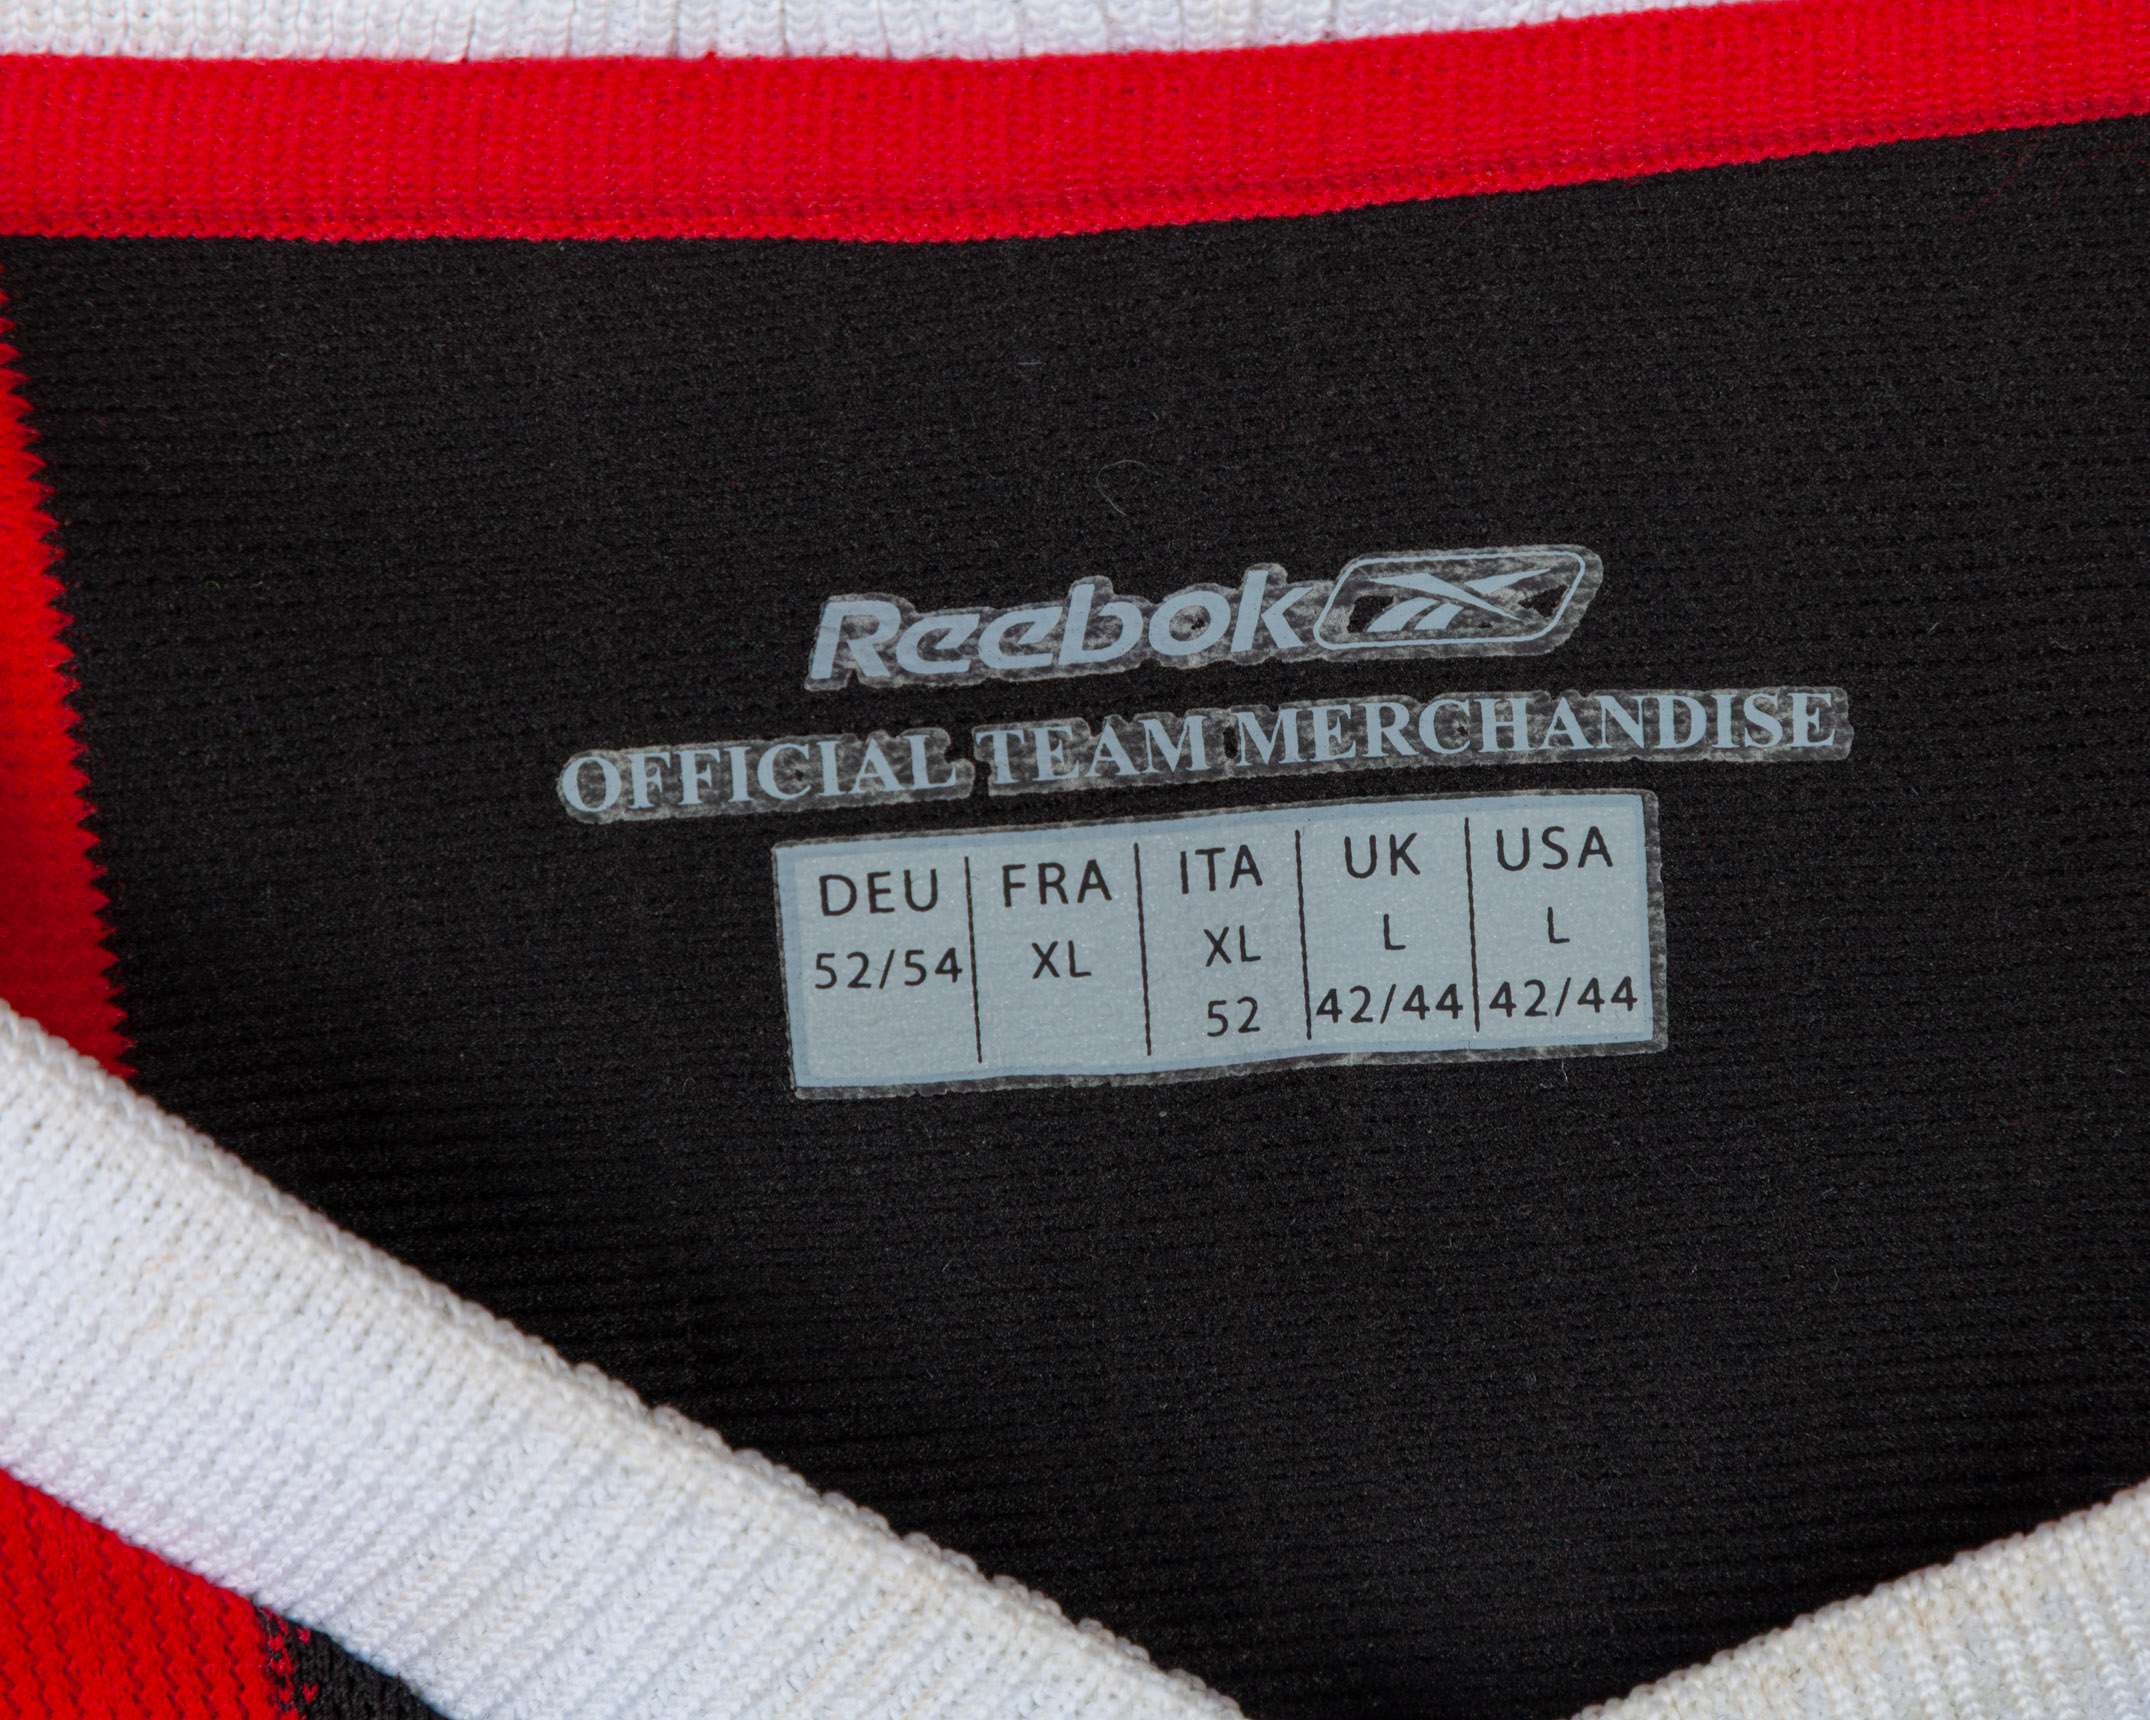 Reebok
OFFICIAL TEAM MERCHANDISE
DEU FRA ITA UK USA
52/54 XL XL L L
52 42/44 42/44